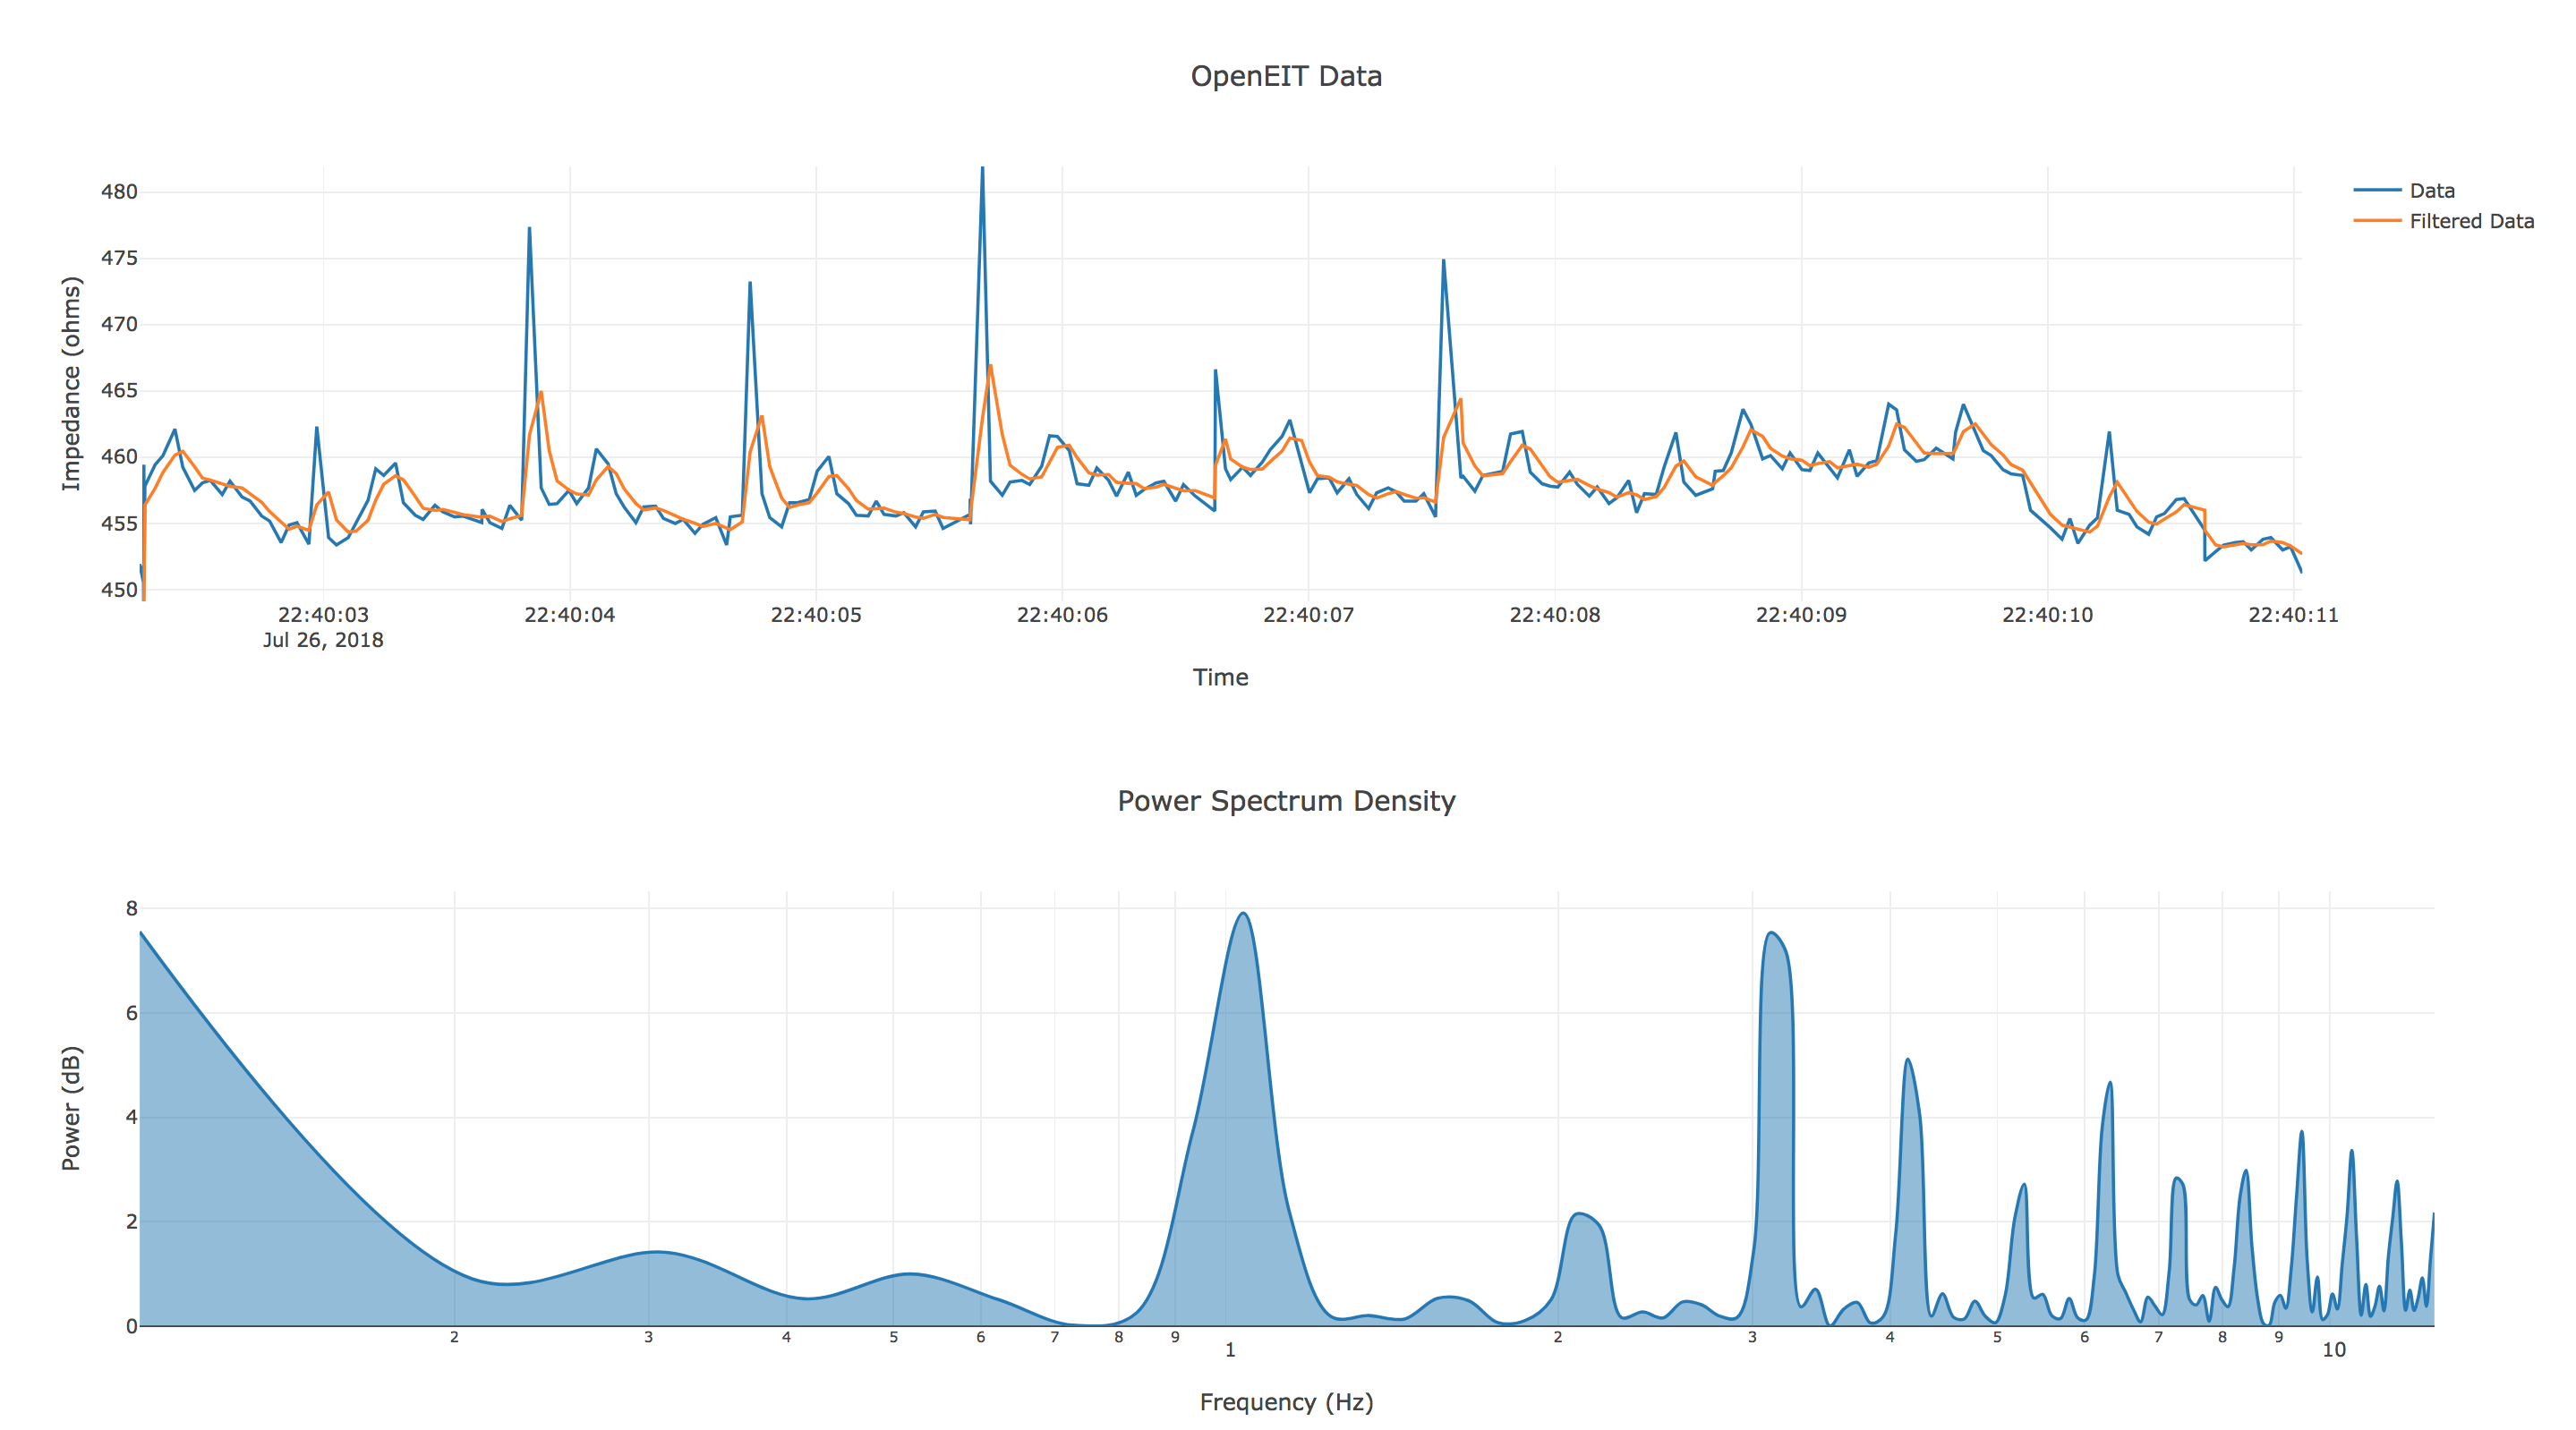 OpenEIT Data
Data
Filtered Data
Impedance (ohms)
480
475
470
465
460
455
450
22:40:03 22:40:04 22:40:05 22:40:06 22:40:07 22:40:08 22:40:09 22:40:10 22:40:11
Jul 26, 2018
Time
Power Spectrum Density
Power (dB)
8
6
4
2
0
2 3 4 5 6 7 8 9 1 2 3 4 5 6 7 8 9 10
Frequency (Hz)